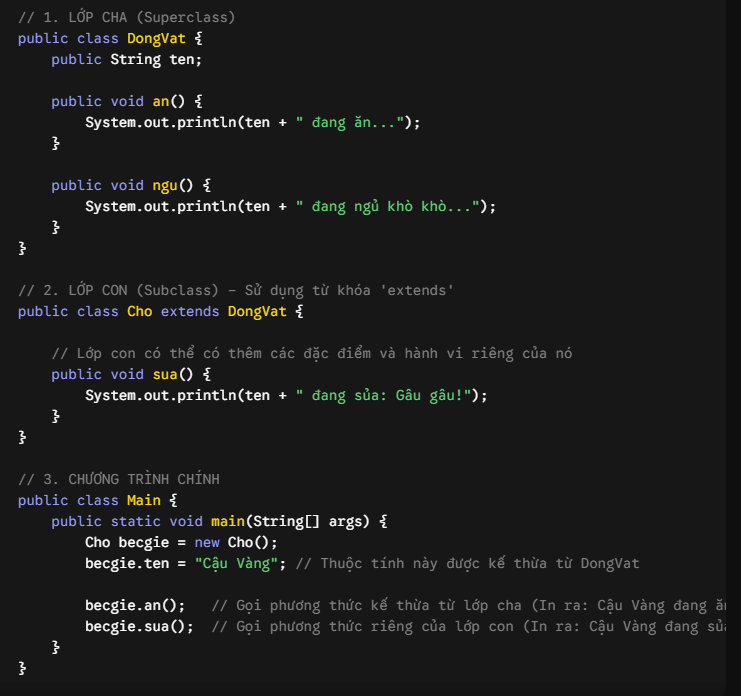 // 1. LỚP CHA (Superclass)
public class DongVat {
    public String ten;

    public void an() {
        System.out.println(ten + " đang ăn...");
    }

    public void ngu() {
        System.out.println(ten + " đang ngủ khò khò...");
    }
}

// 2. LỚP CON (Subclass) – Sử dụng từ khóa 'extends'
public class Cho extends DongVat {

    // Lớp con có thể có thêm các đặc điểm và hành vi riêng của nó
    public void sua() {
        System.out.println(ten + " đang sủa: Gâu gâu!");
    }
}

// 3. CHƯƠNG TRÌNH CHÍNH
public class Main {
    public static void main(String[] args) {
        Cho becgie = new Cho();
        becgie.ten = "Cậu Vàng"; // Thuộc tính này được kế thừa từ DongVat

        becgie.an();   // Gọi phương thức kế thừa từ lớp cha (In ra: Cậu Vàng đang
        becgie.sua();  // Gọi phương thức riêng của lớp con (In ra: Cậu Vàng đang
    }
}